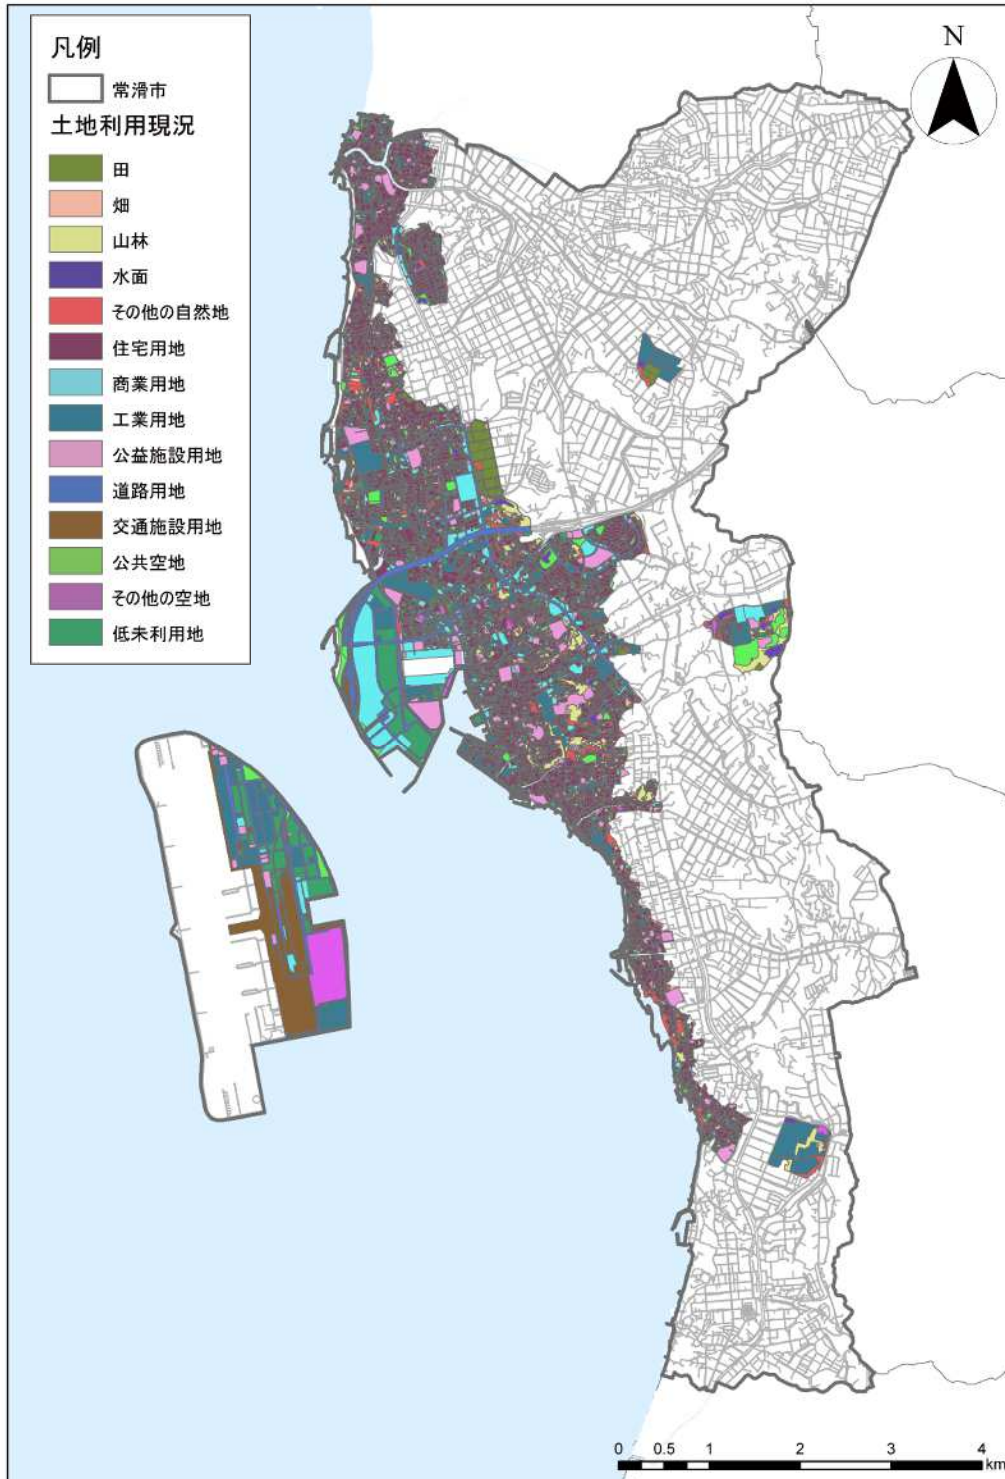 凡例
常滑市
土地利用現況
田
畑
山林
水面
その他の自然地
住宅用地
商業用地
工業用地
公益施設用地
道路用地
交通施設用地
公共空地
その他の空地
低未利用地
N
0 0.5 1 2 3 4
km